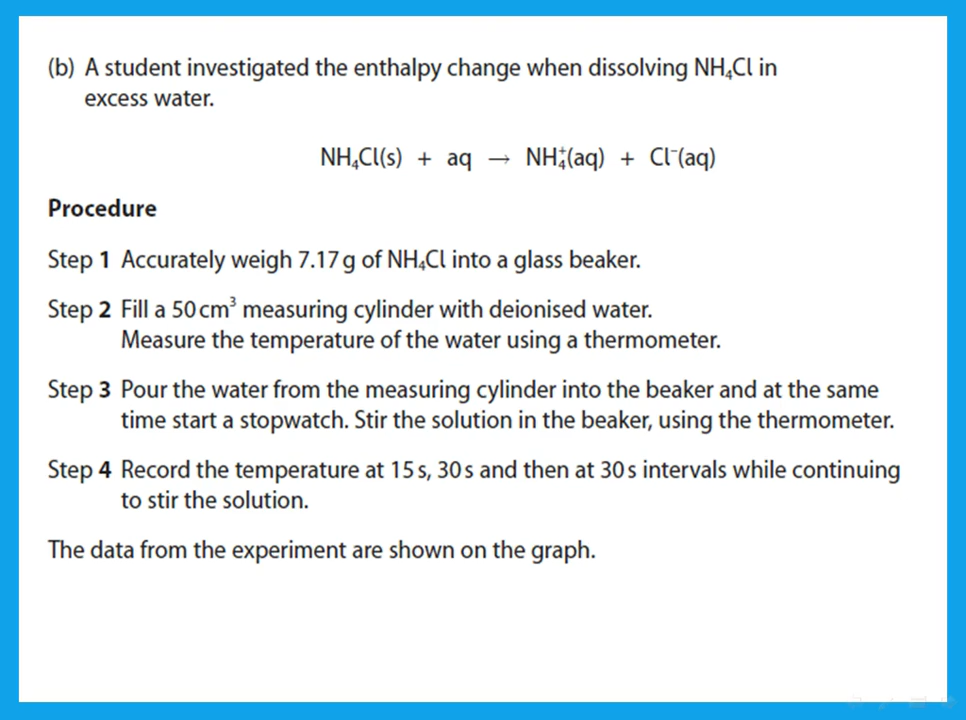 (b) A student investigated the enthalpy change when dissolving NH₄Cl in
excess water.
NH₄Cl(s) + aq → NH₄⁺(aq) + Cl⁻(aq)
Procedure
Step 1 Accurately weigh 7.17 g of NH₄Cl into a glass beaker.
Step 2 Fill a 50 cm³ measuring cylinder with deionised water.
Measure the temperature of the water using a thermometer.
Step 3 Pour the water from the measuring cylinder into the beaker and at the same
time start a stopwatch. Stir the solution in the beaker, using the thermometer.
Step 4 Record the temperature at 15 s, 30 s and then at 30 s intervals while continuing
to stir the solution.
The data from the experiment are shown on the graph.